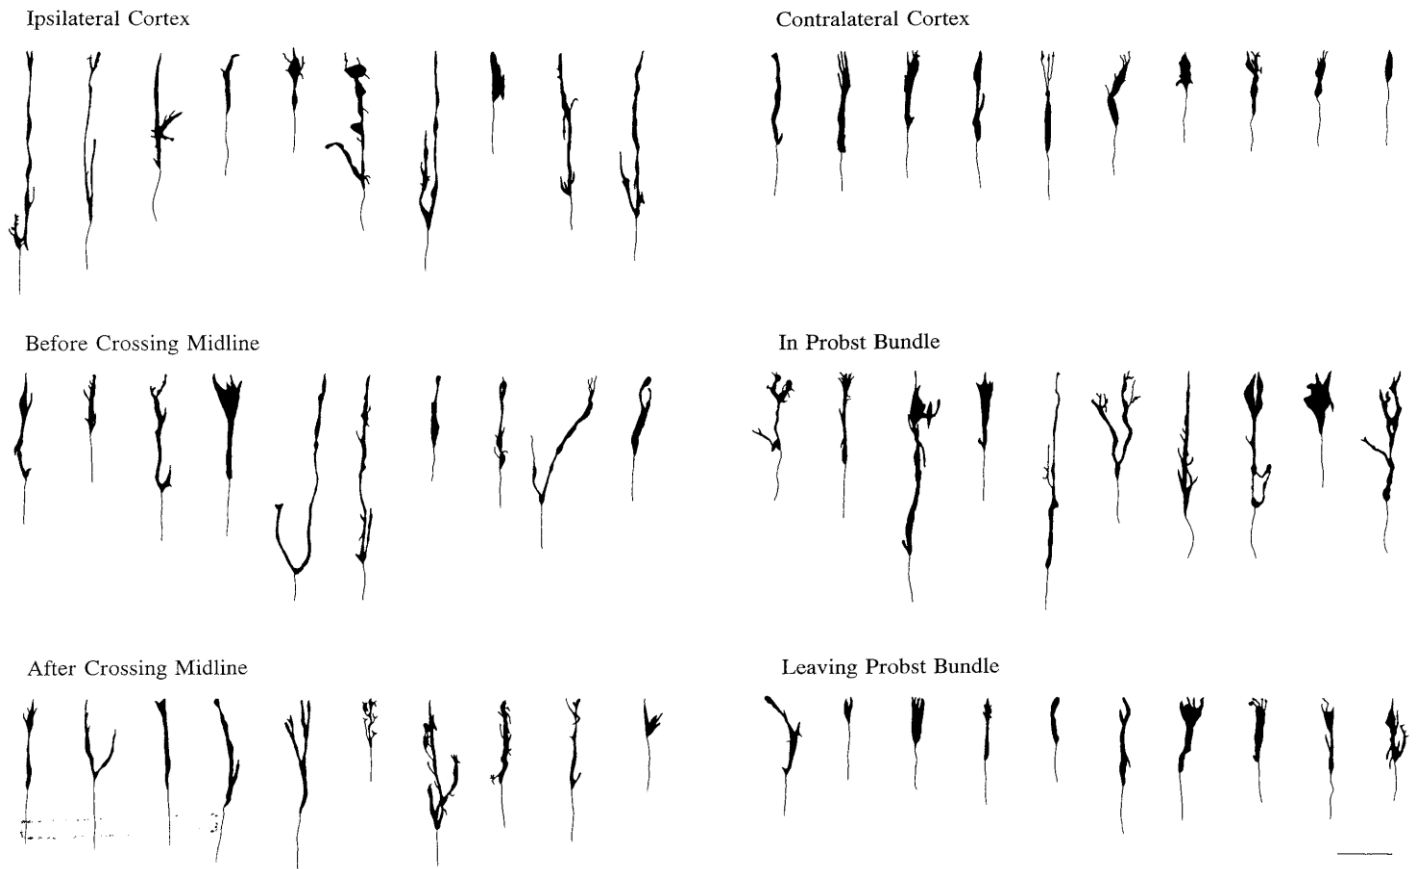 Ipsilateral Cortex
Contralateral Cortex
Before Crossing Midline
In Probst Bundle
After Crossing Midline
Leaving Probst Bundle